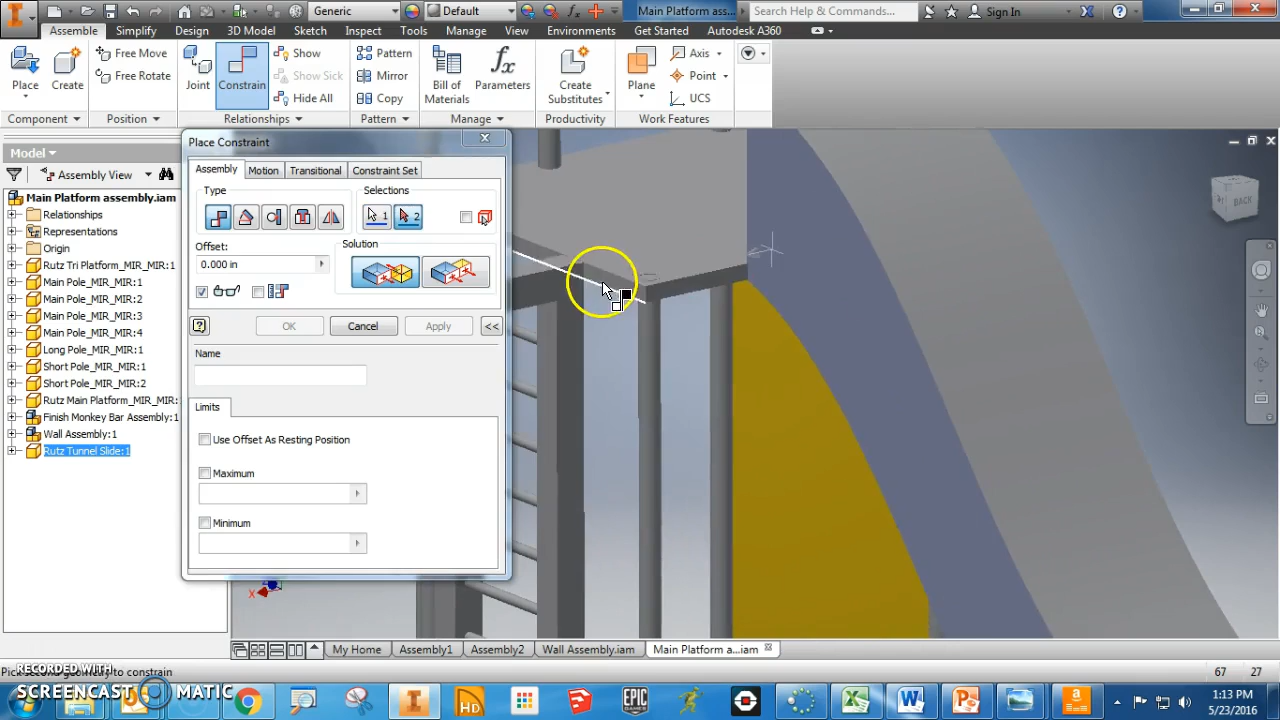 Generic
Default
Main Platform ass...
Search Help & Commands...
Sign In
Assemble Simplify Design 3D Model Sketch Inspect Tools Manage View Environments Get Started Autodesk A360
Place
Create
Free Move
Free Rotate
Joint
Constrain
Show
Show Sick
Hide All
Pattern
Mirror
Copy
Bill of
Materials
Parameters
Create
Substitutes
Plane
Axis
Point
UCS
Component Position Relationships Pattern Manage Productivity Work Features
Model
Assembly View
Main Platform assembly.iam
Relationships
Representations
Origin
Rutz Tri Platform_MIR_MIR:1
Main Pole_MIR_MIR:1
Main Pole_MIR_MIR:2
Main Pole_MIR_MIR:3
Main Pole_MIR_MIR:4
Long Pole_MIR_MIR:1
Short Pole_MIR_MIR:1
Short Pole_MIR_MIR:2
Rutz Main Platform_MIR_MIR:
Finish Monkey Bar Assembly:1
Wall Assembly:1
Rutz Tunnel Slide:1
Place Constraint
Assembly Motion Transitional Constraint Set
Type
Selections
1
2
Offset:
0.000 in
Solution
OK Cancel Apply <<
Name
Limits
Use Offset As Resting Position
Maximum
Minimum
X
My Home Assembly1 Assembly2 Wall Assembly.iam Main Platform a...iam
Pick second geometry to constrain
67 27
RECORDED WITH
SCREENCAST MATIC
HD
EPIC
GAMES
1:13 PM
5/23/2016